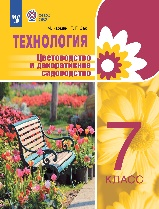 ТЕХНОЛОГИЯ
Цветоводство
и декоративное
садоводство
7
КЛАСС